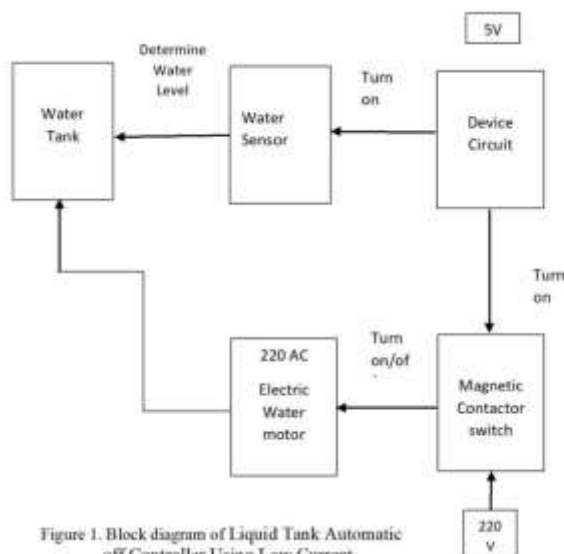 5V
Determine
Water
Level
Turn
on
Water
Tank
Water
Sensor
Device
Circuit
Turn
on
220 AC
Electric
Water
motor
Turn
on/of
Magnetic
Contactor
switch
220
V
Figure 1. Block diagram of Liquid Tank Automatic
off Controller Using Low Current